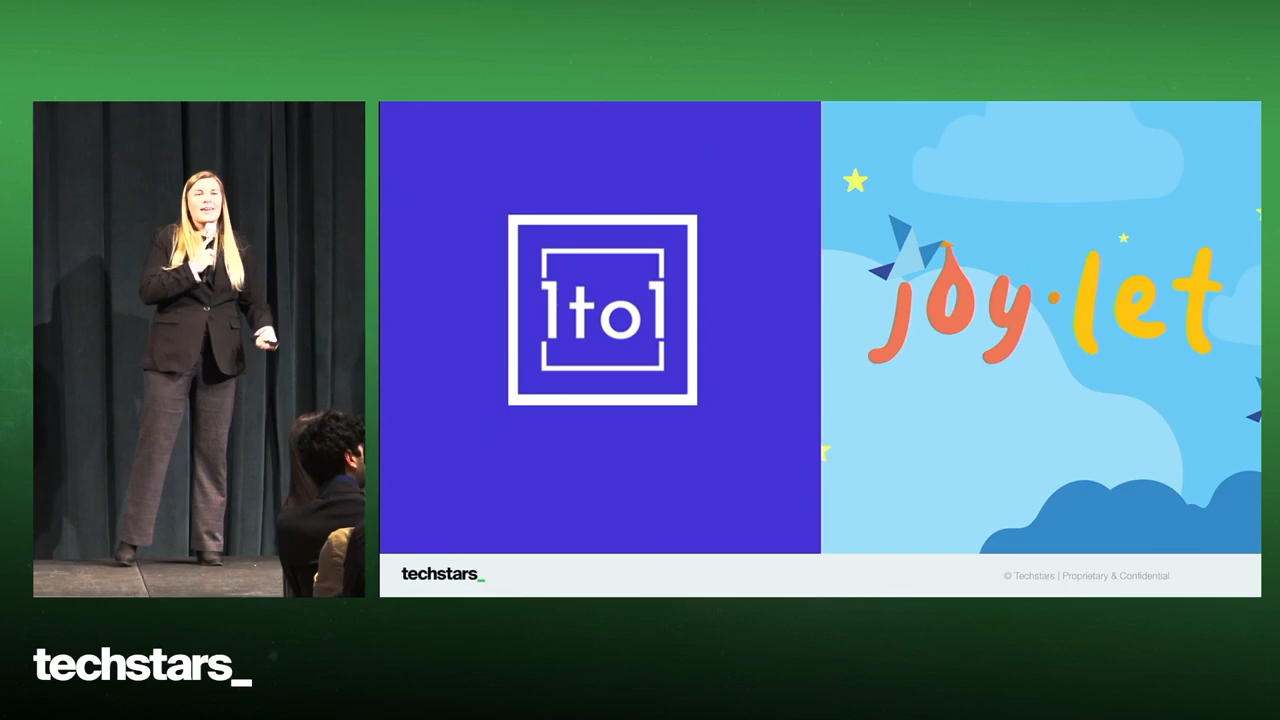 1to1
joy·let
techstars_
© Techstars | Proprietary & Confidential
techstars_